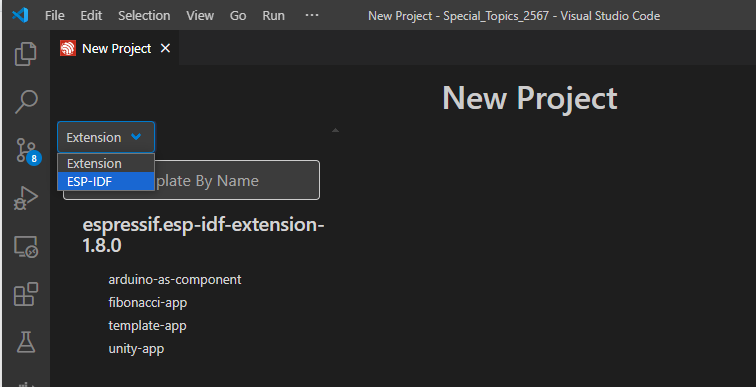 File Edit Selection View Go Run ··· New Project - Special_Topics_2567 - Visual Studio Code
New Project
New Project
Extension
Extension
ESP-IDF
plate By Name
8
espressif.esp-idf-extension-
1.8.0
arduino-as-component
fibonacci-app
template-app
unity-app